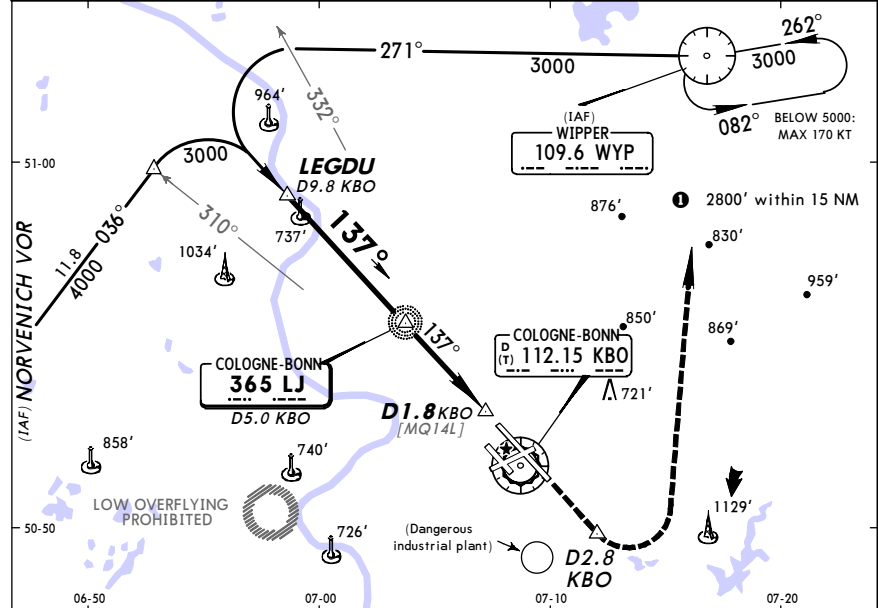 262°
271°
3000
3000
(IAF)
WIPPER
109.6 WYP
082°
BELOW 5000:
MAX 170 KT
332°
964'
51-00
3000
LEGDU
D9.8 KBO
876'
❶ 2800' within 15 NM
310°
737'
137°
830'
1034'
036°
11.8
4000
(IAF) NORVENICH VOR
959'
850'
869'
137°
COLOGNE-BONN
D
(T) 112.15 KBO
COLOGNE-BONN
365 LJ
D5.0 KBO
721'
D1.8 KBO
[MQ14L]
858'
740'
LOW OVERFLYING
PROHIBITED
1129'
50-50
726'
(Dangerous
industrial plant)
D2.8
KBO
06-50
07-00
07-10
07-20